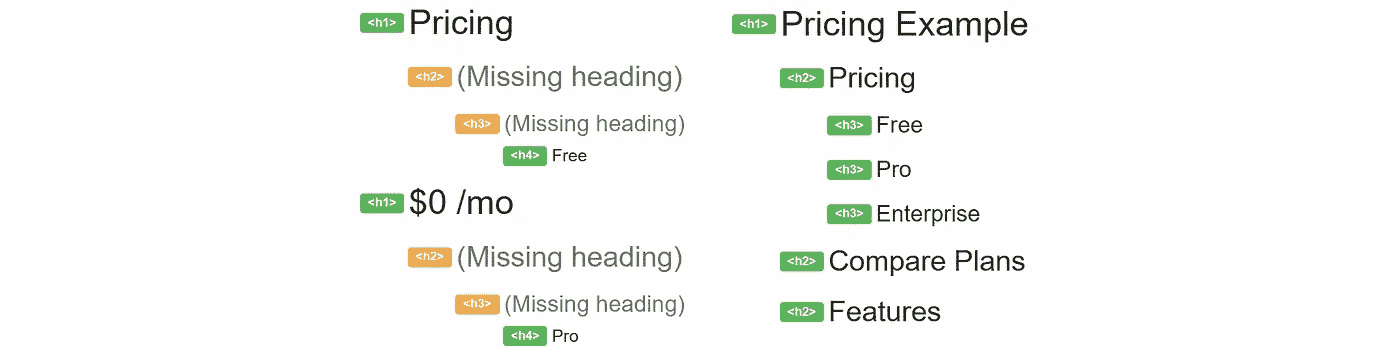 <h1> Pricing
<h2> (Missing heading)
<h3> (Missing heading)
<h4> Free
<h1> $0 /mo
<h2> (Missing heading)
<h3> (Missing heading)
<h4> Pro
<h1> Pricing Example
<h2> Pricing
<h3> Free
<h3> Pro
<h3> Enterprise
<h2> Compare Plans
<h2> Features